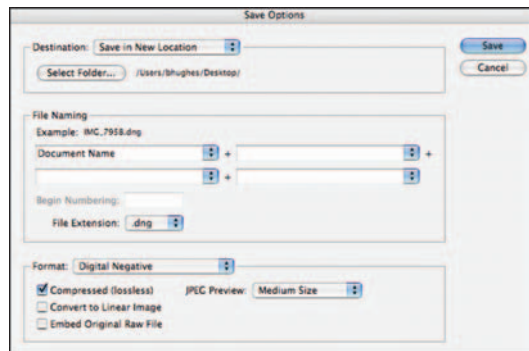 Save Options
Destination: Save in New Location
Save
Select Folder... /Users/bhughes/Desktop/
Cancel
File Naming
Example: IMG_7958.dng
Document Name + +
+
Begin Numbering:
File Extension: .dng
Format: Digital Negative
Compressed (lossless) JPEG Preview: Medium Size
Convert to Linear Image
Embed Original Raw File